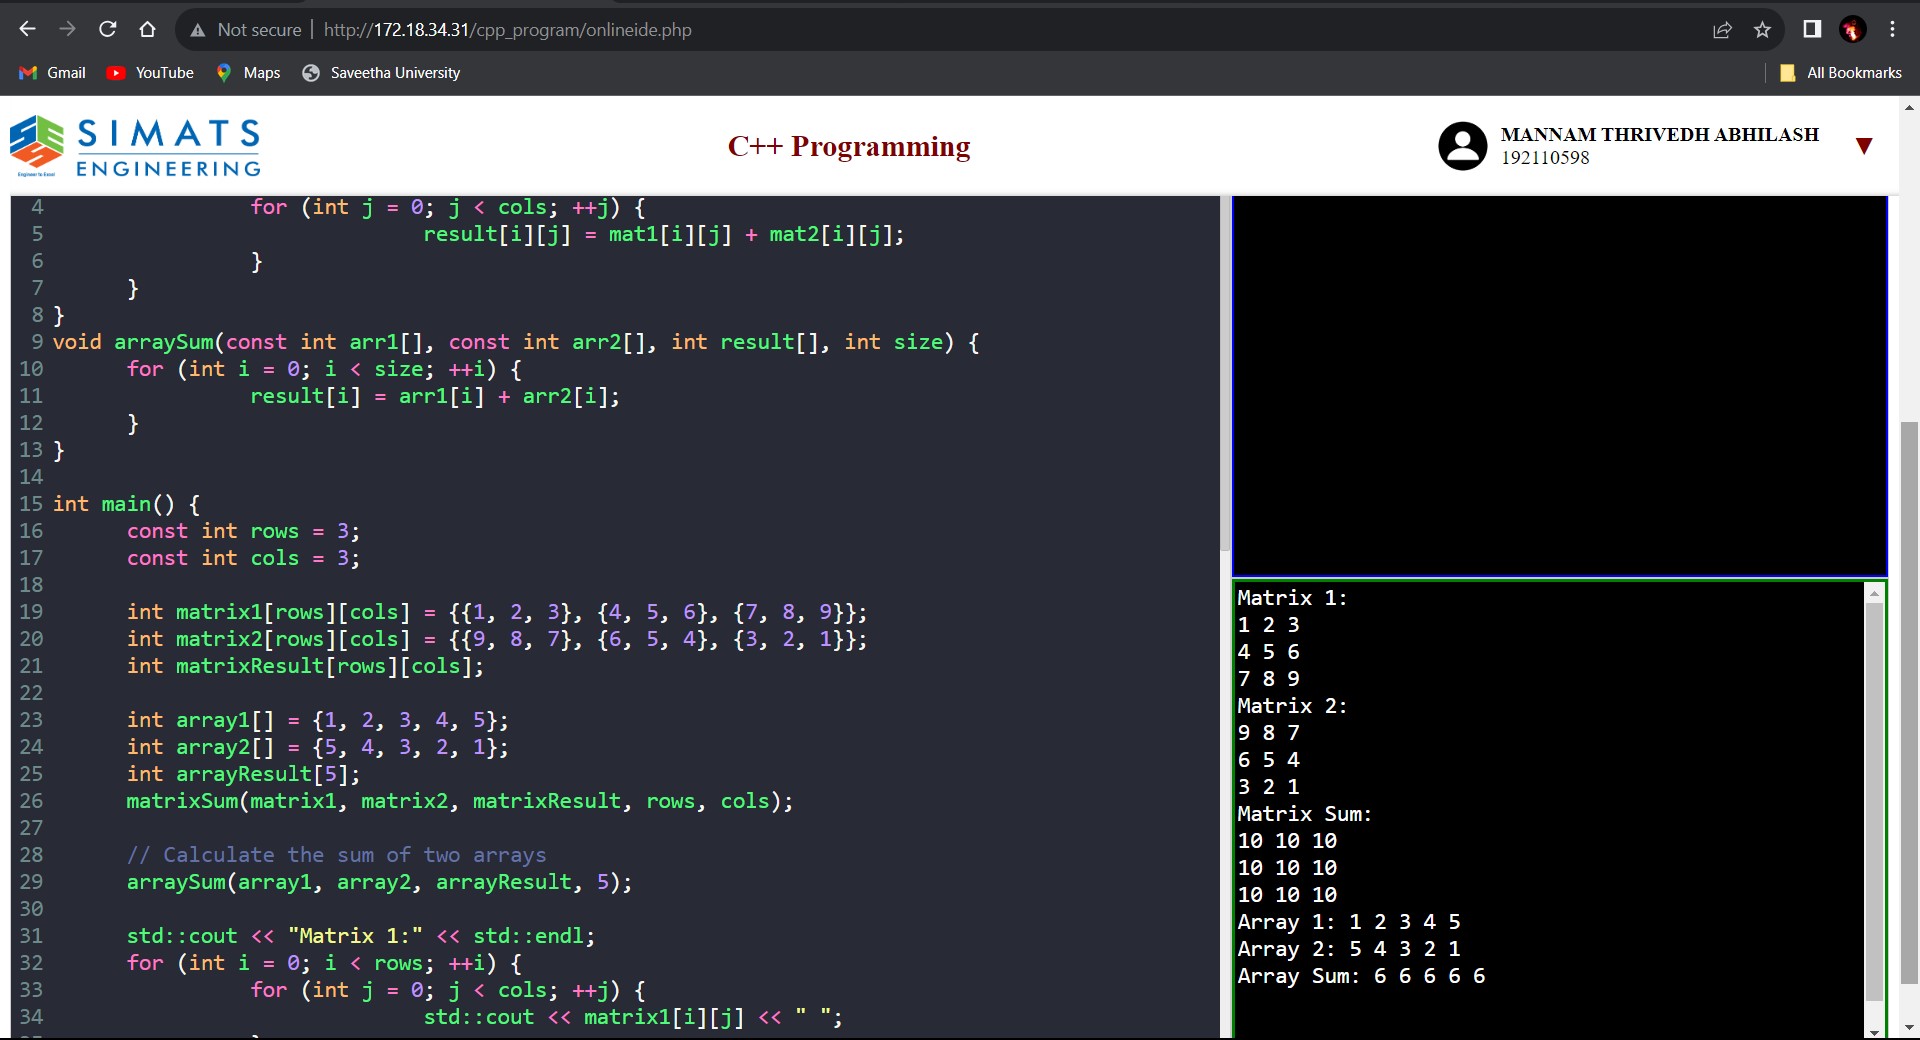 Not secure | http://172.18.34.31/cpp_program/onlineide.php
Gmail YouTube Maps Saveetha University All Bookmarks
SIMATS
ENGINEERING
Engineer to Excel
C++ Programming
MANNAM THRIVEDH ABHILASH
192110598
4 for (int j = 0; j < cols; ++j) {
5 result[i][j] = mat1[i][j] + mat2[i][j];
6 }
7 }
8 }
9 void arraySum(const int arr1[], const int arr2[], int result[], int size) {
10 for (int i = 0; i < size; ++i) {
11 result[i] = arr1[i] + arr2[i];
12 }
13 }
14
15 int main() {
16 const int rows = 3;
17 const int cols = 3;
18
19 int matrix1[rows][cols] = {{1, 2, 3}, {4, 5, 6}, {7, 8, 9}};
20 int matrix2[rows][cols] = {{9, 8, 7}, {6, 5, 4}, {3, 2, 1}};
21 int matrixResult[rows][cols];
22
23 int array1[] = {1, 2, 3, 4, 5};
24 int array2[] = {5, 4, 3, 2, 1};
25 int arrayResult[5];
26 matrixSum(matrix1, matrix2, matrixResult, rows, cols);
27
28 // Calculate the sum of two arrays
29 arraySum(array1, array2, arrayResult, 5);
30
31 std::cout << "Matrix 1:" << std::endl;
32 for (int i = 0; i < rows; ++i) {
33 for (int j = 0; j < cols; ++j) {
34 std::cout << matrix1[i][j] << " ";
Matrix 1:
1 2 3
4 5 6
7 8 9
Matrix 2:
9 8 7
6 5 4
3 2 1
Matrix Sum:
10 10 10
10 10 10
10 10 10
Array 1: 1 2 3 4 5
Array 2: 5 4 3 2 1
Array Sum: 6 6 6 6 6